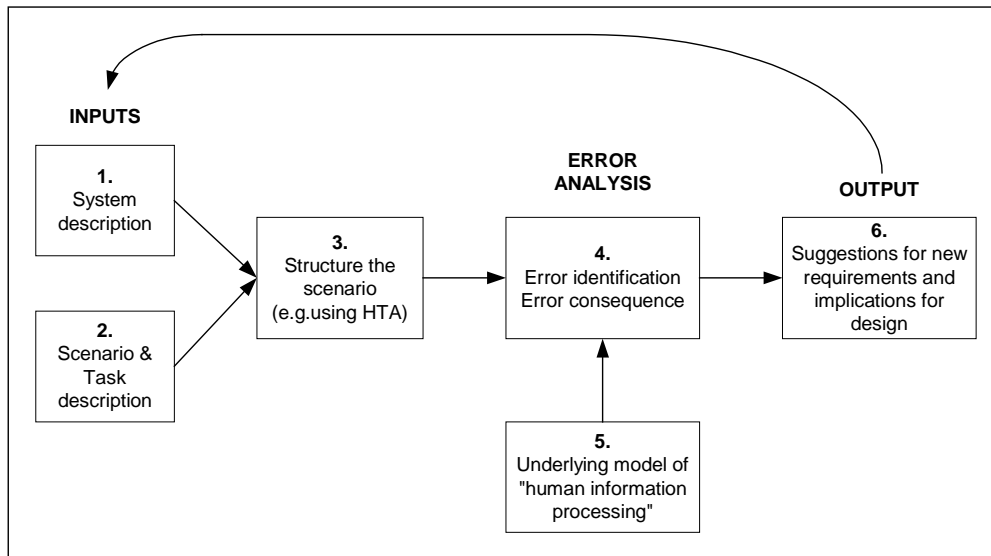 INPUTS
1.
System
description
2.
Scenario &
Task
description
3.
Structure the
scenario
(e.g.using HTA)
ERROR
ANALYSIS
4.
Error identification
Error consequence
5.
Underlying model of
"human information
processing"
OUTPUT
6.
Suggestions for new
requirements and
implications for
design